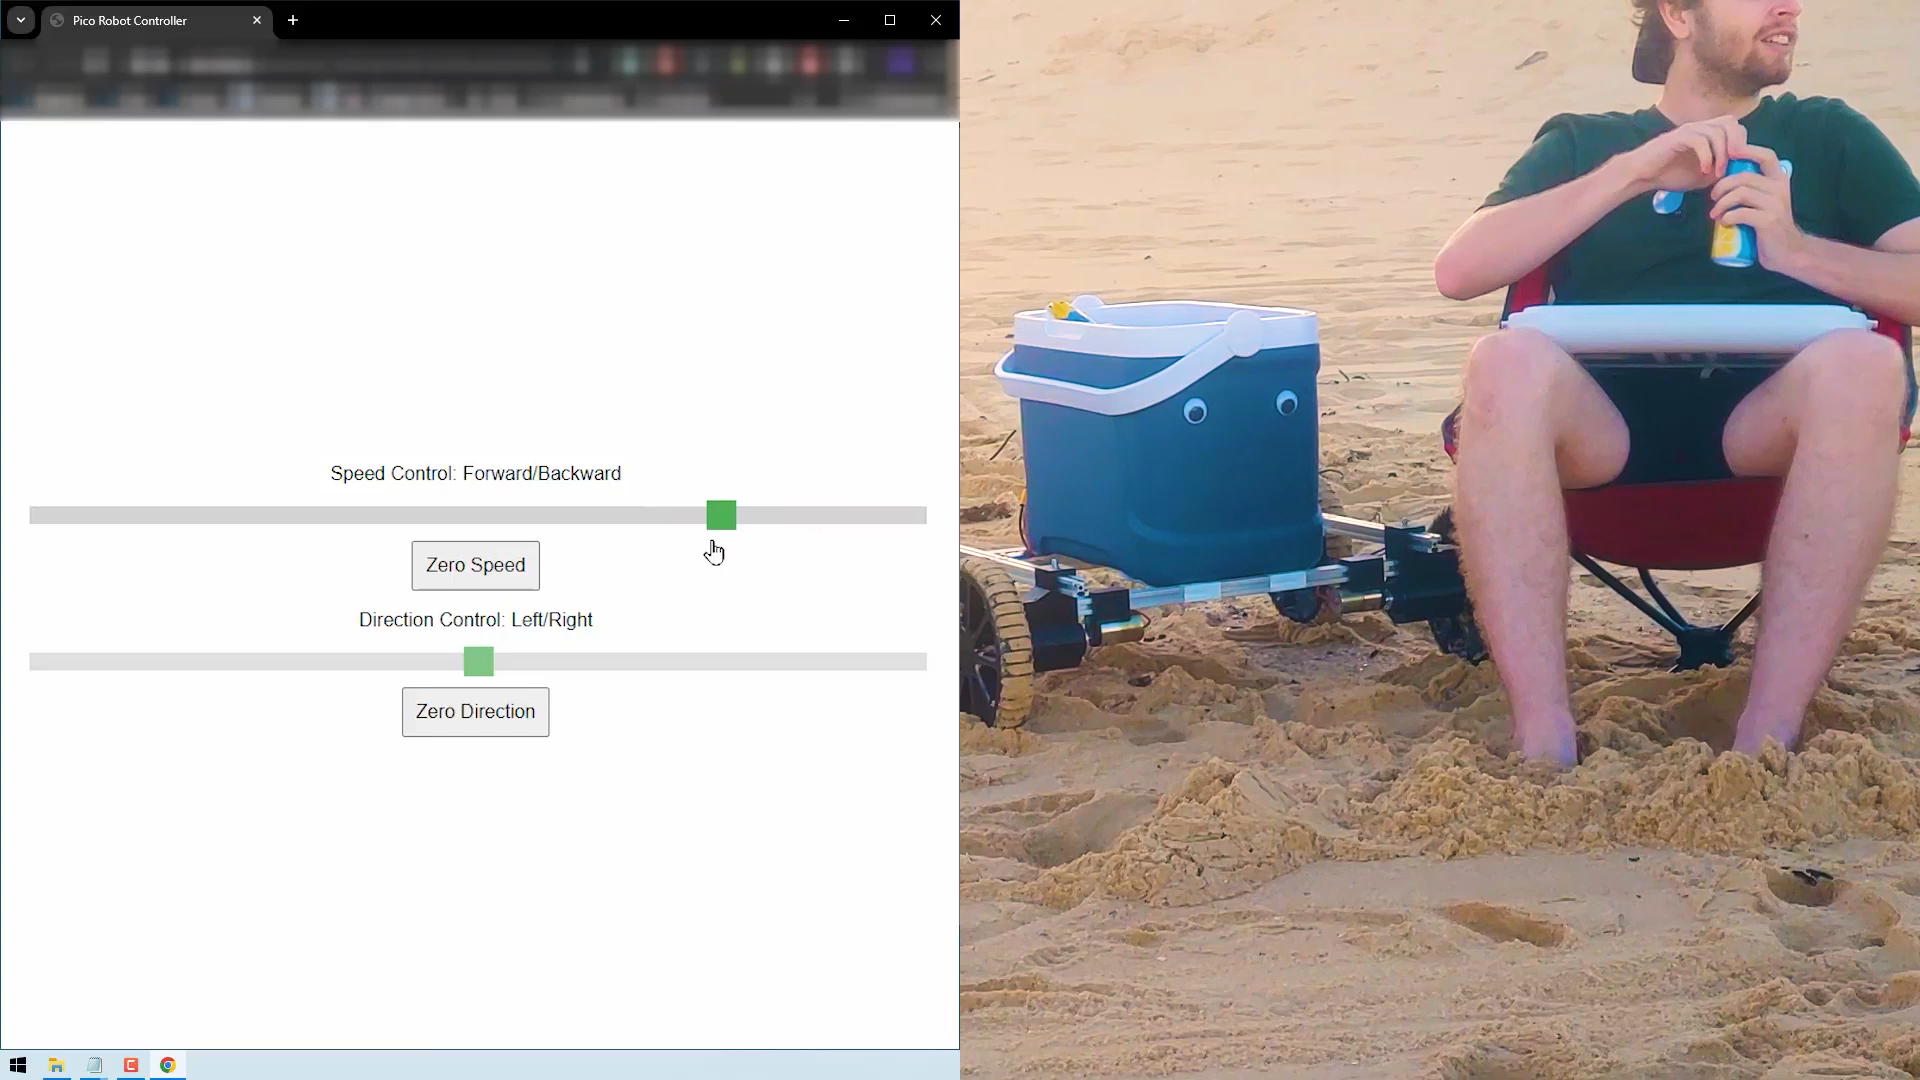 Pico Robot Controller
Speed Control: Forward/Backward
Zero Speed
Direction Control: Left/Right
Zero Direction